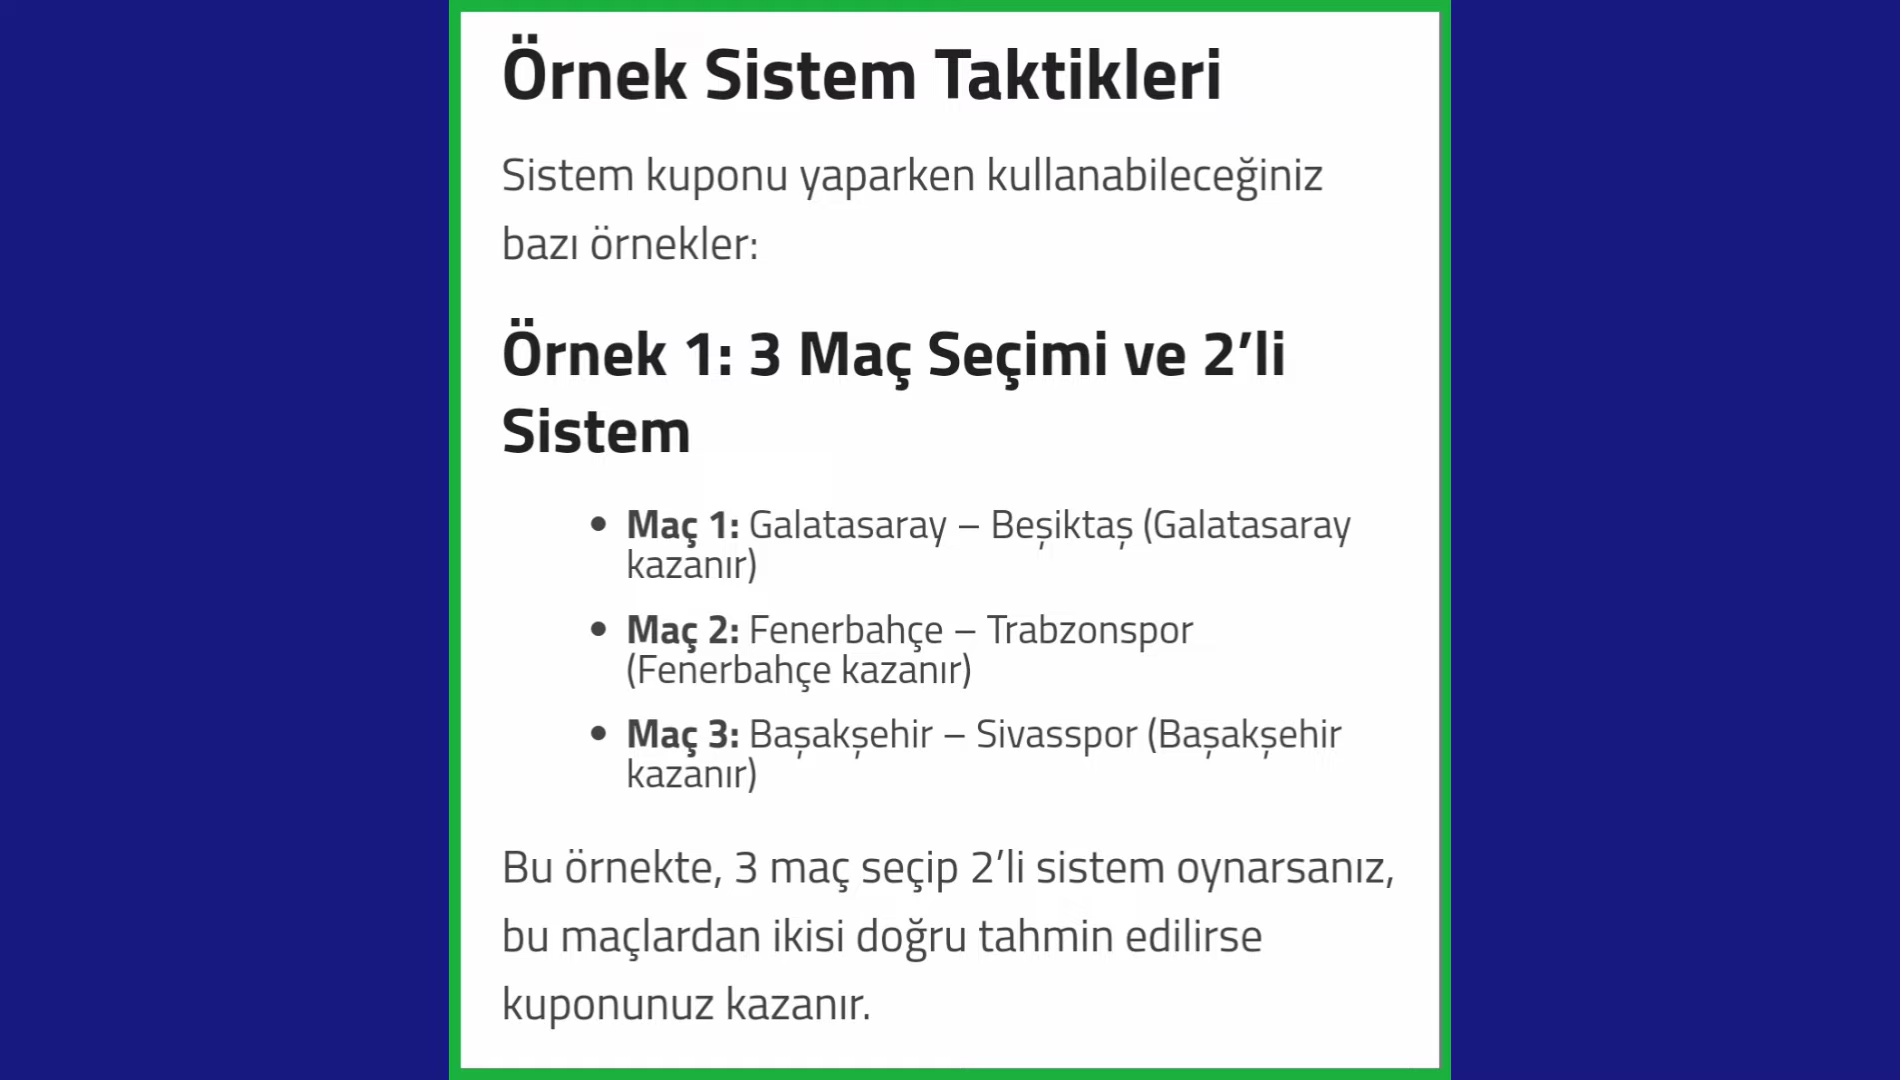 Örnek Sistem Taktikleri
Sistem kuponu yaparken kullanabileceğiniz
bazı örnekler:
Örnek 1: 3 Maç Seçimi ve 2’li
Sistem
• Maç 1: Galatasaray – Beşiktaş (Galatasaray
kazanır)
• Maç 2: Fenerbahçe – Trabzonspor
(Fenerbahçe kazanır)
• Maç 3: Başakşehir – Sivasspor (Başakşehir
kazanır)
Bu örnekte, 3 maç seçip 2’li sistem oynarsanız,
bu maçlardan ikisi doğru tahmin edilirse
kuponunuz kazanır.